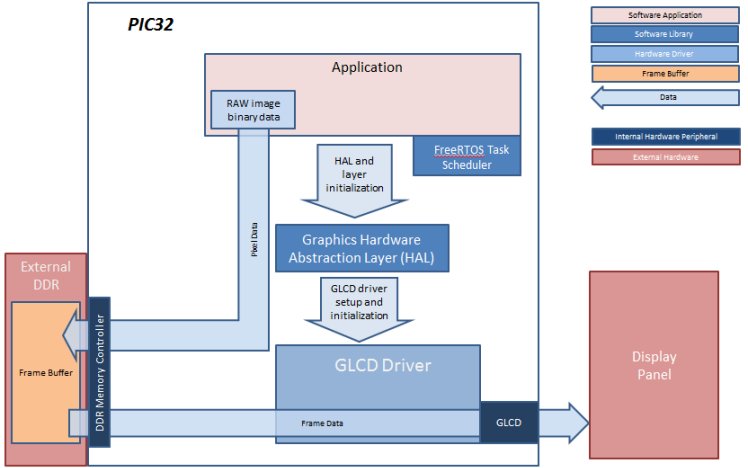 PIC32
Application
RAW image
binary data
FreeRTOS Task
Scheduler
HAL and
layer
initialization
Pixel Data
Graphics Hardware
Abstraction Layer (HAL)
GLCD driver
setup and
initialization
External
DDR
Frame Buffer
DDR Memory Controller
GLCD Driver
Frame Data
GLCD
Display
Panel
Software Application
Software Library
Hardware Driver
Frame Buffer
Data
Internal Hardware Peripheral
External Hardware